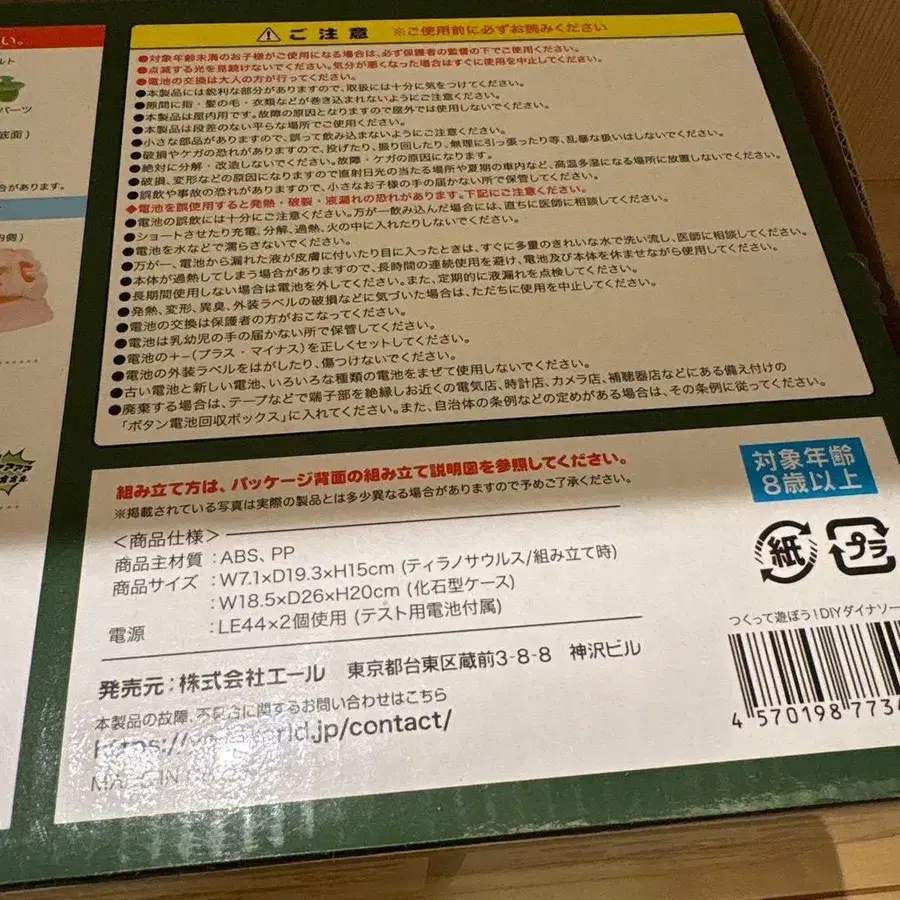 い。
ルト
パーツ
底面)
合があります。
内側)
⚠ご注意 ※ご使用前に必ずお読みください
●対象年齢未満のお子様がご使用になる場合は、必ず保護者の監督の下でご使用ください。
●点滅する光を見続けないでください。気分が悪くなった場合はすぐに使用を中止してください。
●電池の交換は大人の方が行ってください。
●本製品には鋭利な部分がありますので、取扱には十分に気をつけてください。
●隙間に指・髪の毛・衣類などが巻き込まれないようにご注意ください。
●本製品は屋内用です。故障の原因となりますので屋外では使用しないでください。
●本製品は段差のない平らな場所でご使用ください。
●小さな部品がありますので、誤って飲み込まないようにご注意ください。
●破損やケガの恐れがありますので、投げたり、振り回したり、無理に引っ張ったり等、乱暴な扱いはしないでください。
●絶対に分解・改造しないでください。故障・ケガの原因になります。
●破損、変形などの原因になりますので直射日光の当たる場所や夏期の車内など、高温多湿になる場所に放置しないでください。
●誤飲や事故の恐れがありますので、小さなお子様の手の届かない所で保管してください。
◆電池を誤使用すると発熱・破裂・液漏れの恐れがあります。下記にご注意ください。
●電池の誤飲には十分にご注意ください。万が一飲み込んだ場合には、直ちに医師に相談してください。
●ショートさせたり充電、分解、過熱、火の中に入れたりしないでください。
●電池を水などで濡らさないでください。
●万が一、電池から漏れた液が皮膚に付いたり目に入ったときは、すぐに多量のきれいな水で洗い流し、医師に相談してください。
●本体が過熱してしまう場合がありますので、長時間の連続使用を避け、電池及び本体を休ませながら使用してください。
●長期間使用しない場合は電池を外してください。また、定期的に液漏れを点検してください。
●発熱、変形、異臭、外装ラベルの破損などに気づいた場合は、ただちに使用を中止してください。
●電池の交換は保護者の方がおこなってください。
●電池は乳幼児の手の届かない所で保管してください。
●電池の+-(プラス・マイナス)を正しくセットしてください。
●電池の外装ラベルをはがしたり、傷つけないでください。
●古い電池と新しい電池、いろいろな種類の電池をまぜて使用しないでください。
●廃棄する場合は、テープなどで端子部を絶縁しお近くの電気店、時計店、カメラ店、補聴器店などにある備え付けの
「ボタン電池回収ボックス」に入れてください。また、自治体の条例などの定めがある場合は、その条例に従ってください。
組み立て方は、パッケージ背面の組み立て説明図を参照してください。
※掲載されている写真は実際の製品とは多少異なる場合がありますので予めご了承ください。
<商品仕様>
商品主材質:ABS、PP
商品サイズ:W7.1×D19.3×H15cm (ティラノサウルス/組み立て時)
:W18.5×D26×H20cm (化石型ケース)
電源 :LE44×2個使用 (テスト用電池付属)
発売元:株式会社エール 東京都台東区蔵前3-8-8 神沢ビル
本製品の故障、不具合に関するお問い合わせはこちら
rld.jp/contact/
対象年齢
8歳以上
紙
プラ
つくって遊ぼう!DIYダイナソー
4 570198 773